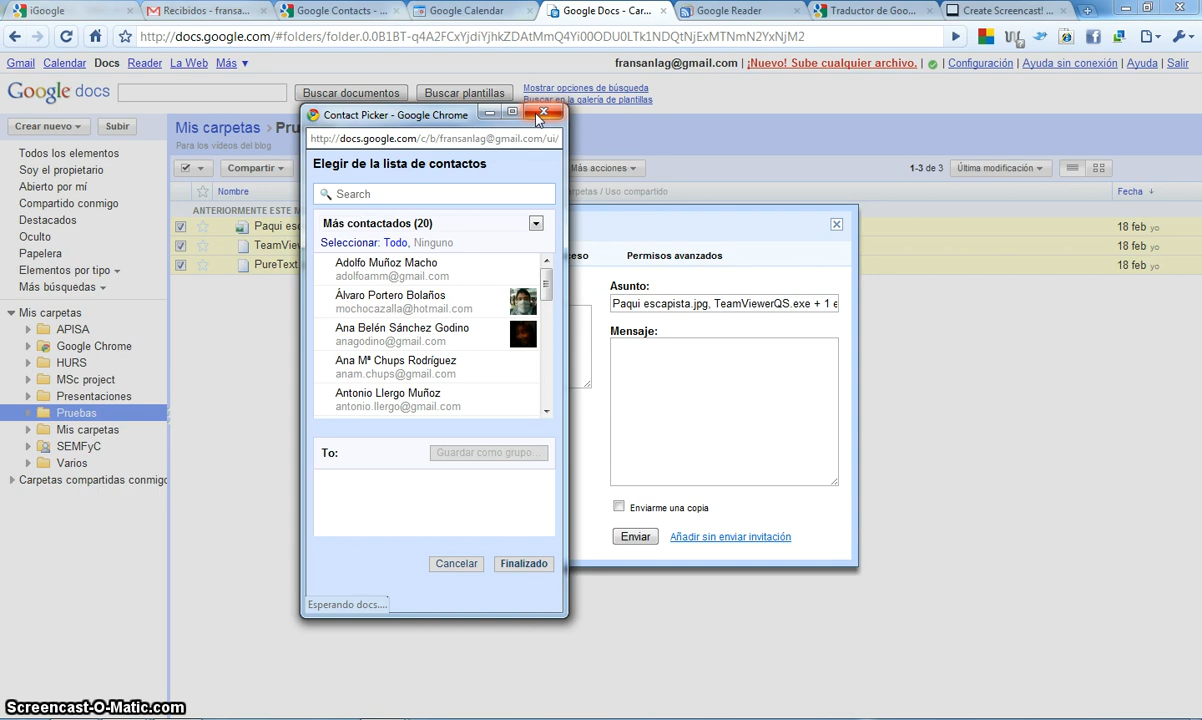 iGoogle
Recibidos - fransa...
Google Contacts - ...
Google Calendar
Google Docs - Car...
Google Reader
Traductor de Goo...
Create Screencast! ...
http://docs.google.com/#folders/folder.0.0B1BT-q4A2FCxYjdiYjhkZDAtMmQ4Yi00ODU0LTk1NDQtNjExMTNmN2YxNjM2
Gmail Calendar Docs Reader La Web Más ▼
fransanlag@gmail.com | ¡Nuevo! Sube cualquier archivo. | Configuración | Ayuda sin conexión | Ayuda | Salir
Google docs
Buscar documentos
Buscar plantillas
Mostrar opciones de búsqueda
Buscar en la galería de plantillas
Crear nuevo
Subir
Mis carpetas > Pru
Para los vídeos del blog
Compartir
Más acciones
1-3 de 3
Última modificación
Nombre
rpetas / Uso compartido
Fecha ↓
ANTERIORMENTE ESTE M
Paqui esc
18 feb yo
TeamView
18 feb yo
PureText
18 feb yo
Todos los elementos
Soy el propietario
Abierto por mí
Compartido conmigo
Destacados
Oculto
Papelera
Elementos por tipo
Más búsquedas
Mis carpetas
APISA
Google Chrome
HURS
MSc project
Presentaciones
Pruebas
Mis carpetas
SEMFyC
Varios
Carpetas compartidas conmigo
Contact Picker - Google Chrome
http://docs.google.com/c/b/fransanlag@gmail.com/ui/
Elegir de la lista de contactos
Search
Más contactados (20)
Seleccionar: Todo, Ninguno
Adolfo Muñoz Macho
adolfoamm@gmail.com
Álvaro Portero Bolaños
mochocazalla@hotmail.com
Ana Belén Sánchez Godino
anagodino@gmail.com
Ana Mª Chups Rodríguez
anam.chups@gmail.com
Antonio Llergo Muñoz
antonio.llergo@gmail.com
To:
Guardar como grupo...
Cancelar
Finalizado
Esperando docs....
eso
Permisos avanzados
Asunto:
Paqui escapista.jpg, TeamViewerQS.exe + 1 e
Mensaje:
Enviarme una copia
Enviar
Añadir sin enviar invitación
Screencast-O-Matic.com